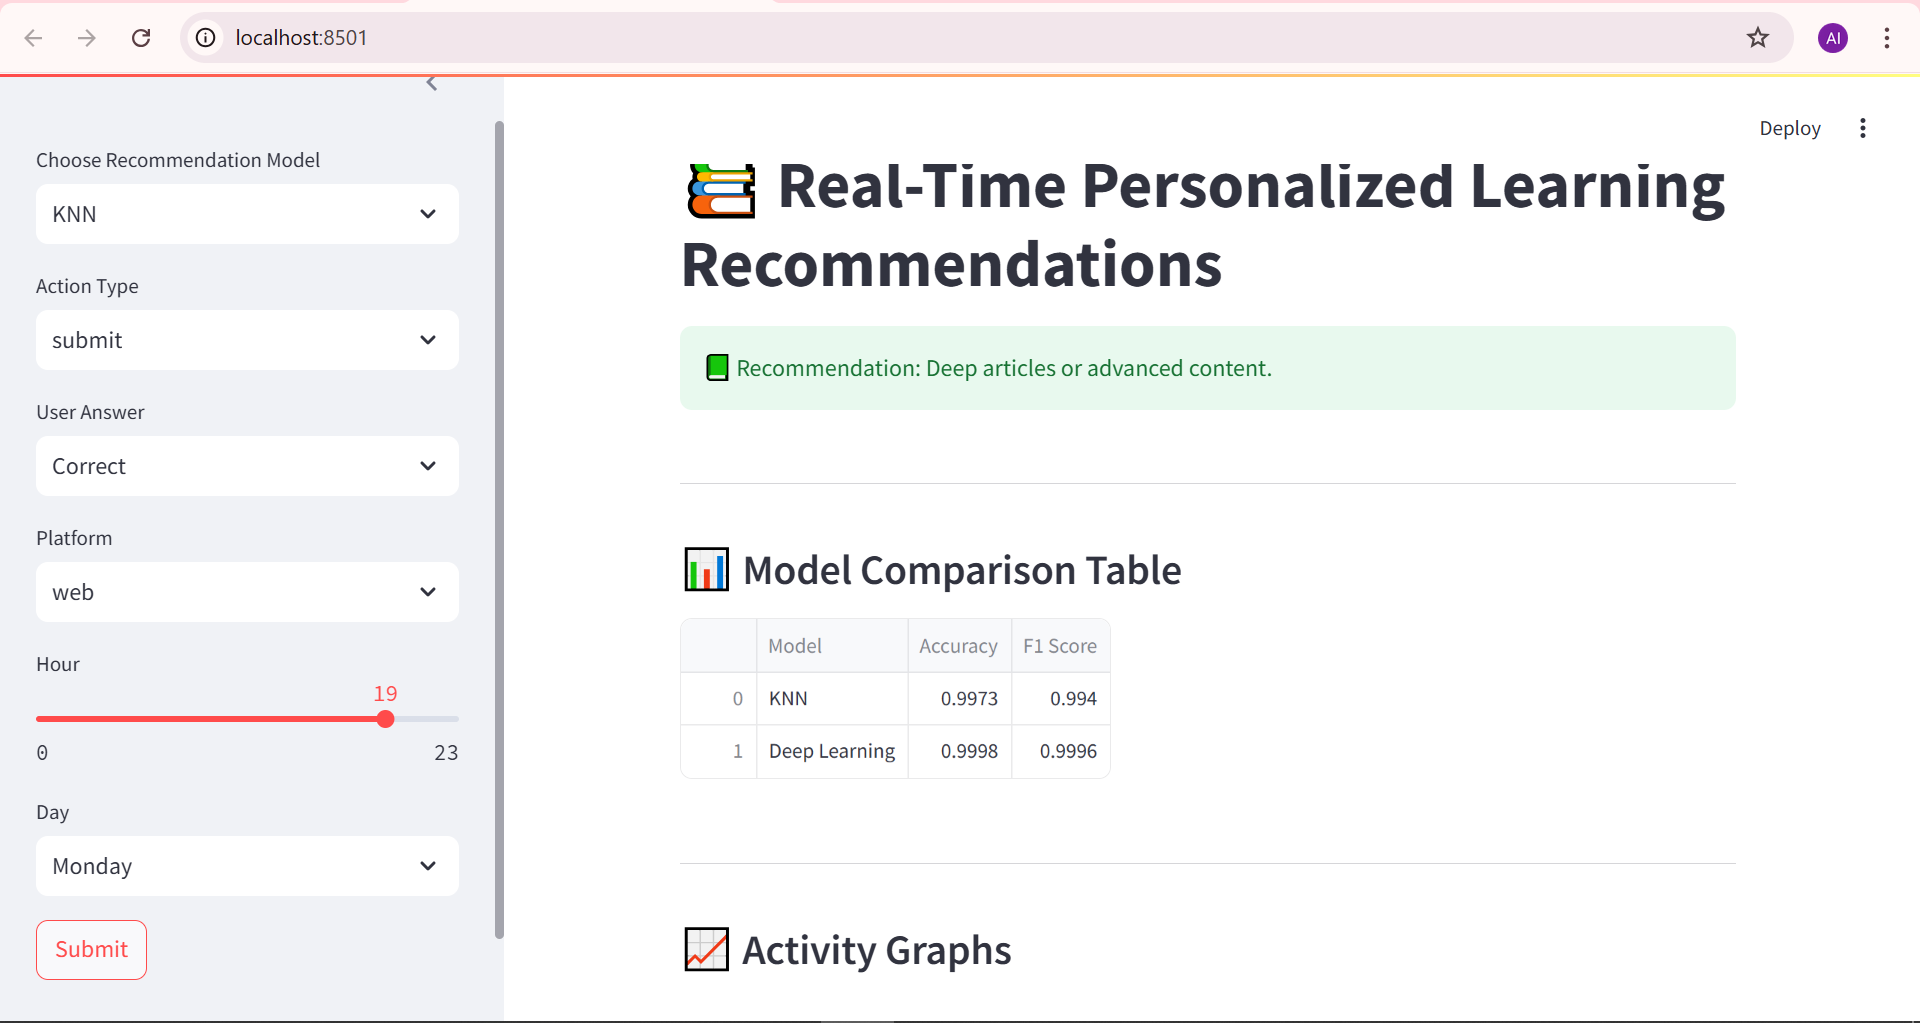 localhost:8501
AI
Deploy
Choose Recommendation Model
KNN
Action Type
submit
User Answer
Correct
Platform
web
Hour
19
0 23
Day
Monday
Submit
Real-Time Personalized Learning
Recommendations
Recommendation: Deep articles or advanced content.
Model Comparison Table
Model Accuracy F1 Score
0 KNN 0.9973 0.994
1 Deep Learning 0.9998 0.9996
Activity Graphs